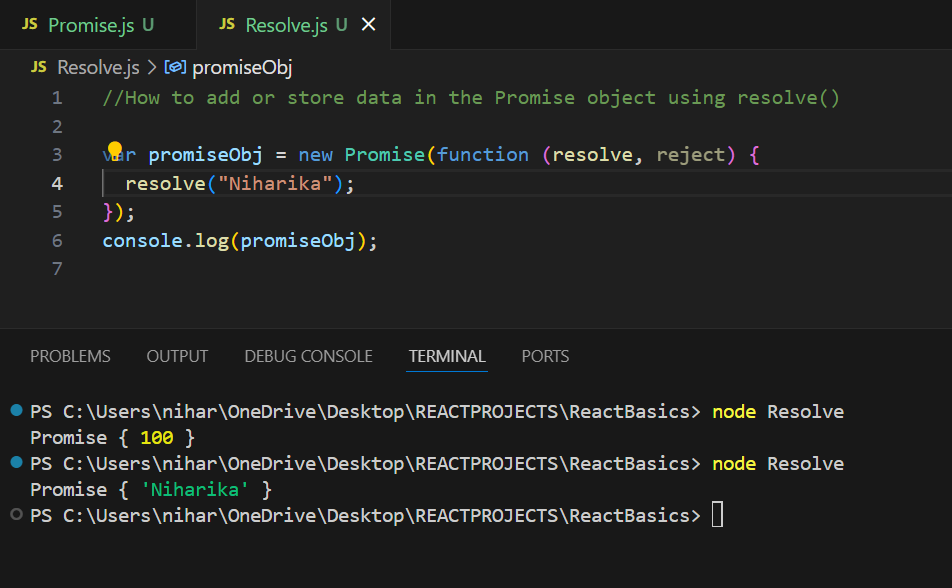 JS Promise.js U JS Resolve.js U ×
JS Resolve.js > promiseObj
1 //How to add or store data in the Promise object using resolve()
2
3 var promiseObj = new Promise(function (resolve, reject) {
4 resolve("Niharika");
5 });
6 console.log(promiseObj);
7
PROBLEMS OUTPUT DEBUG CONSOLE TERMINAL PORTS
PS C:\Users\nihar\OneDrive\Desktop\REACTPROJECTS\ReactBasics> node Resolve
Promise { 100 }
PS C:\Users\nihar\OneDrive\Desktop\REACTPROJECTS\ReactBasics> node Resolve
Promise { 'Niharika' }
PS C:\Users\nihar\OneDrive\Desktop\REACTPROJECTS\ReactBasics>